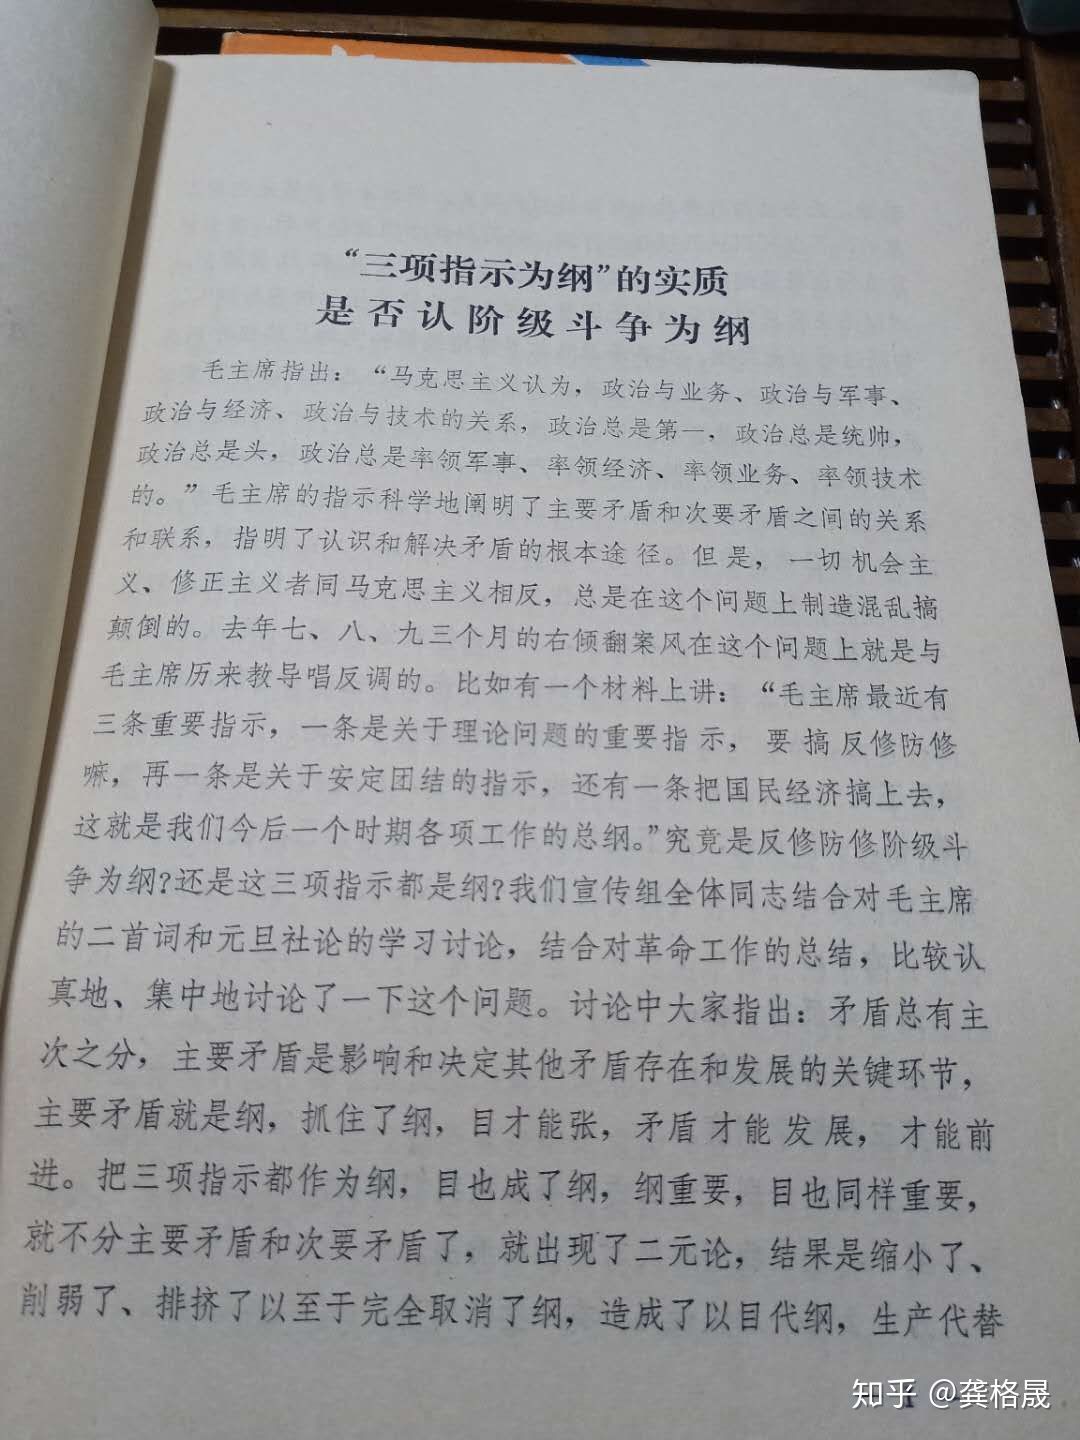 “三项指示为纲”的实质
是否认阶级斗争为纲
毛主席指出：“马克思主义认为，政治与业务、政治与军事、
政治与经济、政治与技术的关系，政治总是第一，政治总是统帅，
政治总是头，政治总是率领军事、率领经济、率领业务、率领技术
的。”毛主席的指示科学地阐明了主要矛盾和次要矛盾之间的关系
和联系，指明了认识和解决矛盾的根本途径。但是，一切机会主
义、修正主义者同马克思主义相反，总是在这个问题上制造混乱搞
颠倒的。去年七、八、九三个月的右倾翻案风在这个问题上就是与
毛主席历来教导唱反调的。比如有一个材料上讲：“毛主席最近有
三条重要指示，一条是关于理论问题的重要指示，要搞反修防修
嘛，再一条是关于安定团结的指示，还有一条把国民经济搞上去，
这就是我们今后一个时期各项工作的总纲。”究竟是反修防修阶级斗
争为纲？还是这三项指示都是纲？我们宣传组全体同志结合对毛主席
的二首词和元旦社论的学习讨论，结合对革命工作的总结，比较认
真地、集中地讨论了一下这个问题。讨论中大家指出：矛盾总有主
次之分，主要矛盾是影响和决定其他矛盾存在和发展的关键环节，
主要矛盾就是纲，抓住了纲，目才能张，矛盾才能发展，才能前
进。把三项指示都作为纲，目也成了纲，纲重要，目也同样重要，
就不分主要矛盾和次要矛盾了，就出现了二元论，结果是缩小了、
削弱了、排挤了以至于完全取消了纲，造成了以目代纲，生产代替
1
知乎 @龚格晟